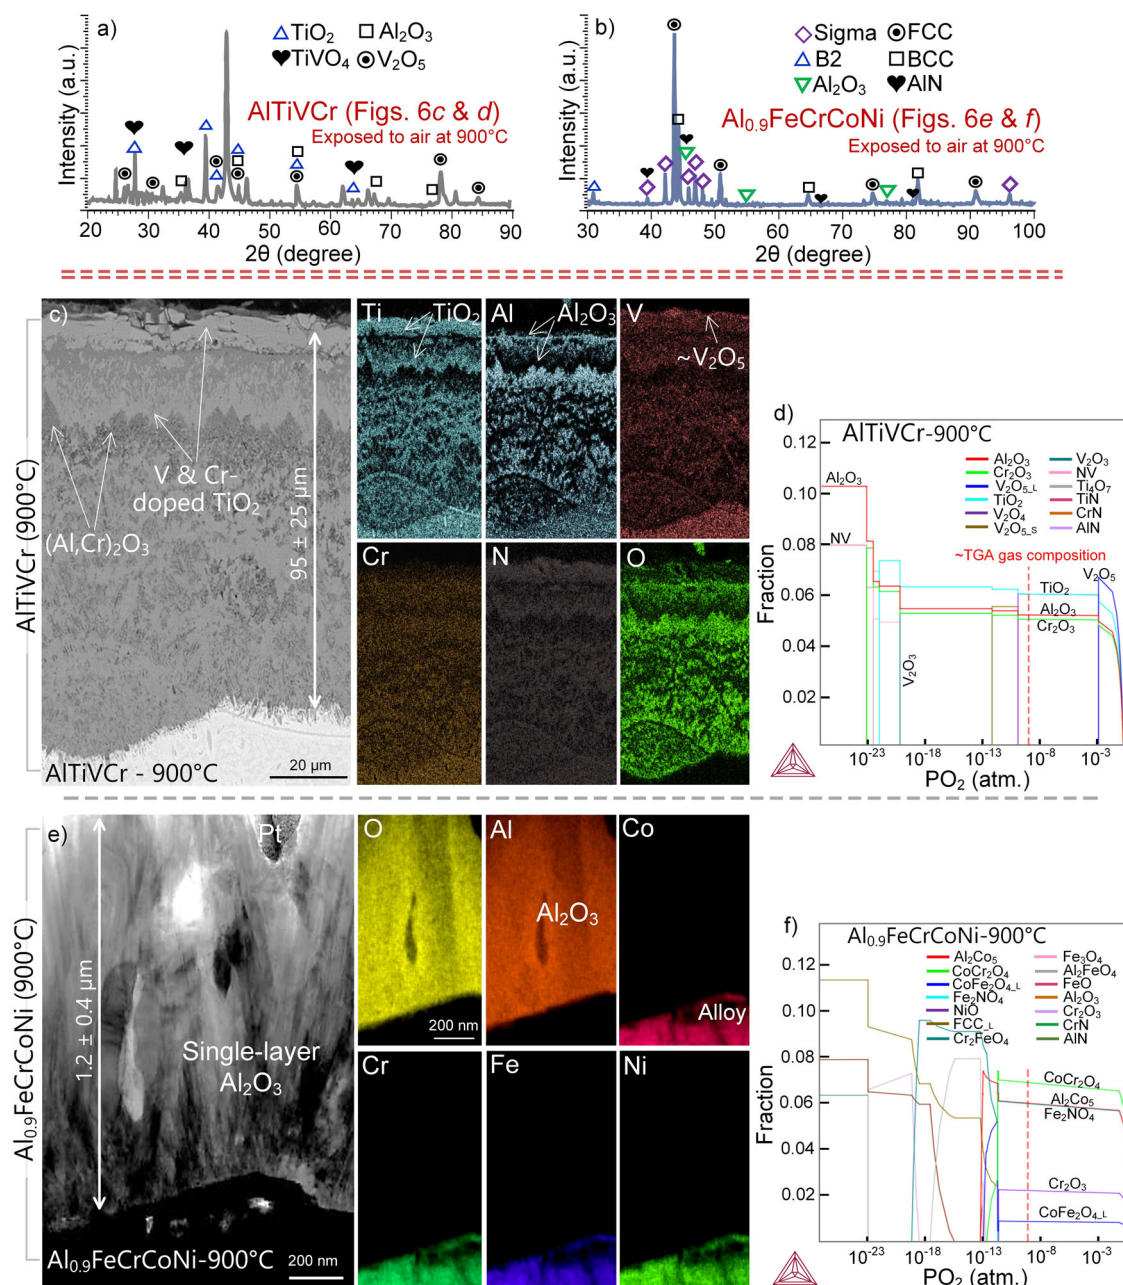 a)
TiO₂
Al₂O₃
TiVO₄
V₂O₅
AlTiVCr (Figs. 6c & d)
Exposed to air at 900°C
Intensity (a.u.)
20 30 40 50 60 70 80 90
2θ (degree)
b)
Sigma
FCC
B2
BCC
Al₂O₃
AlN
Al₀.₉FeCrCoNi (Figs. 6e & f)
Exposed to air at 900°C
Intensity (a.u.)
30 40 50 60 70 80 90 100
2θ (degree)
AlTiVCr (900°C)
c)
V & Cr-
doped TiO₂
(Al,Cr)₂O₃
95 ± 25 µm
AlTiVCr - 900°C
20 µm
Ti
TiO₂
Al
Al₂O₃
V
~V₂O₅
Cr
N
O
d)
AlTiVCr-900°C
Al₂O₃
Cr₂O₃
V₂O₅_L
TiO₂
V₂O₄
V₂O₅_S
V₂O₃
NV
Ti₄O₇
TiN
CrN
AlN
~TGA gas composition
Al₂O₃
NV
V₂O₃
V₂O₅
TiO₂
Al₂O₃
Cr₂O₃
Fraction
0.12
0.10
0.08
0.06
0.04
0.02
10⁻²³ 10⁻¹⁸ 10⁻¹³ 10⁻⁸ 10⁻³
PO₂ (atm.)
Al₀.₉FeCrCoNi (900°C)
e)
Pt
1.2 ± 0.4 µm
Single-layer
Al₂O₃
Al₀.₉FeCrCoNi-900°C
200 nm
O
200 nm
Al
Al₂O₃
Co
Alloy
Cr
Fe
Ni
f)
Al₀.₉FeCrCoNi-900°C
Al₂Co₅
CoCr₂O₄
CoFe₂O₄_L
Fe₂NO₄
NiO
FCC_L
Cr₂FeO₄
Fe₃O₄
Al₂FeO₄
FeO
Al₂O₃
Cr₂O₃
CrN
AlN
CoCr₂O₄
Al₂Co₅
Fe₂NO₄
Cr₂O₃
CoFe₂O₄_L
Fraction
0.12
0.10
0.08
0.06
0.04
0.02
10⁻²³ 10⁻¹⁸ 10⁻¹³ 10⁻⁸ 10⁻³
PO₂ (atm.)